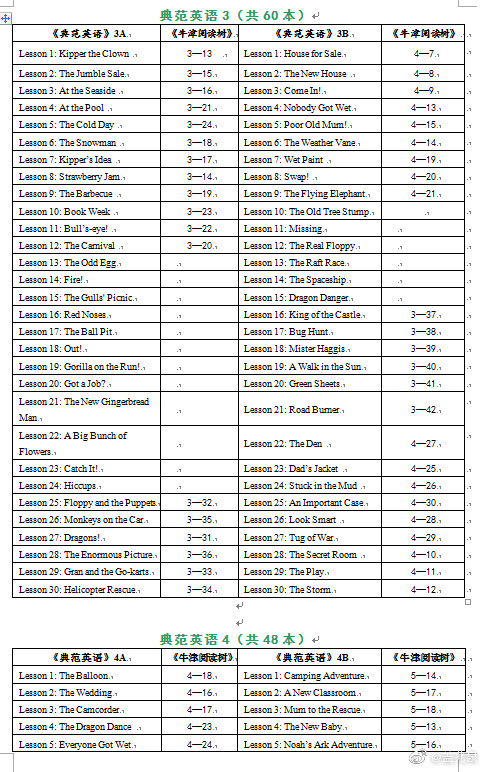 典范英语 3（共 60 本）
《典范英语》3A. 《牛津阅读树》 《典范英语》3B. 《牛津阅读树》
Lesson 1: Kipper the Clown 3—13 Lesson 1: House for Sale. 4—7.
Lesson 2: The Jumble Sale. 3—15. Lesson 2: The New House 4—8.
Lesson 3: At the Seaside 3—16. Lesson 3: Come In!. 4—9.
Lesson 4: At the Pool 3—21. Lesson 4: Nobody Got Wet. 4—13.
Lesson 5: The Cold Day 3—24. Lesson 5: Poor Old Mum!. 4—15.
Lesson 6: The Snowman 3—18. Lesson 6: The Weather Vane. 4—14.
Lesson 7: Kipper's Idea 3—17. Lesson 7: Wet Paint 4—19.
Lesson 8: Strawberry Jam. 3—14. Lesson 8: Swap! 4—20.
Lesson 9: The Barbecue 3—19. Lesson 9: The Flying Elephant. 4—21.
Lesson 10: Book Week 3—23. Lesson 10: The Old Tree Stump.
Lesson 11: Bull's-eye! 3—22. Lesson 11: Missing.
Lesson 12: The Carnival 3—20. Lesson 12: The Real Floppy.
Lesson 13: The Odd Egg. Lesson 13: The Raft Race.
Lesson 14: Fire!. Lesson 14: The Spaceship.
Lesson 15: The Gulls' Picnic. Lesson 15: Dragon Danger.
Lesson 16: Red Noses. Lesson 16: King of the Castle. 3—37.
Lesson 17: The Ball Pit. Lesson 17: Bug Hunt. 3—38.
Lesson 18: Out!. Lesson 18: Mister Haggis. 3—39.
Lesson 19: Gorilla on the Run!. Lesson 19: A Walk in the Sun. 3—40.
Lesson 20: Got a Job?. Lesson 20: Green Sheets. 3—41.
Lesson 21: The New Gingerbread
Man. Lesson 21: Road Burner. 3—42.
Lesson 22: A Big Bunch of
Flowers. Lesson 22: The Den 4—27.
Lesson 23: Catch It!. Lesson 23: Dad's Jacket 4—25.
Lesson 24: Hiccups. Lesson 24: Stuck in the Mud 4—26.
Lesson 25: Floppy and the Puppets. 3—32. Lesson 25: An Important Case. 4—30.
Lesson 26: Monkeys on the Car. 3—35. Lesson 26: Look Smart 4—28.
Lesson 27: Dragons!. 3—31. Lesson 27: Tug of War. 4—29.
Lesson 28: The Enormous Picture. 3—36. Lesson 28: The Secret Room 4—10.
Lesson 29: Gran and the Go-karts. 3—33. Lesson 29: The Play. 4—11.
Lesson 30: Helicopter Rescue. 3—34. Lesson 30: The Storm. 4—12.
典范英语 4（共 48 本）
《典范英语》4A. 《牛津阅读树》 《典范英语》4B. 《牛津阅读树》
Lesson 1: The Balloon. 4—18. Lesson 1: Camping Adventure. 5—14.
Lesson 2: The Wedding. 4—16. Lesson 2: A New Classroom. 5—17.
Lesson 3: The Camcorder. 4—17. Lesson 3: Mum to the Rescue. 5—18.
Lesson 4: The Dragon Dance 4—23. Lesson 4: The New Baby. 5—13.
Lesson 5: Everyone Got Wet. 4—24. Lesson 5: Noah's Ark Adventure. 5—16.